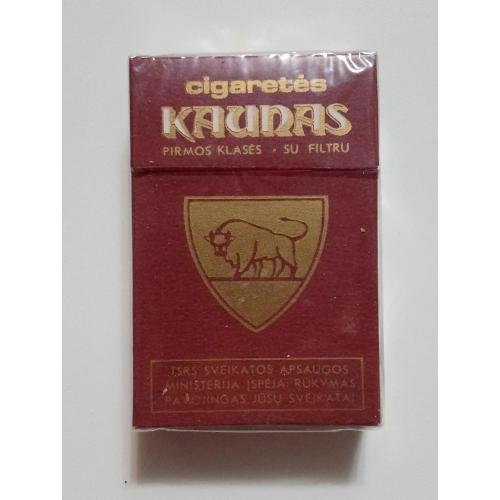 cigaretės
KAUNAS
PIRMOS KLASĖS • SU FILTRU
TSRS SVEIKATOS APSAUGOS
MINISTERIJA ĮSPĖJA: RŪKYMAS
PAVOJINGAS JŪSŲ SVEIKATAI